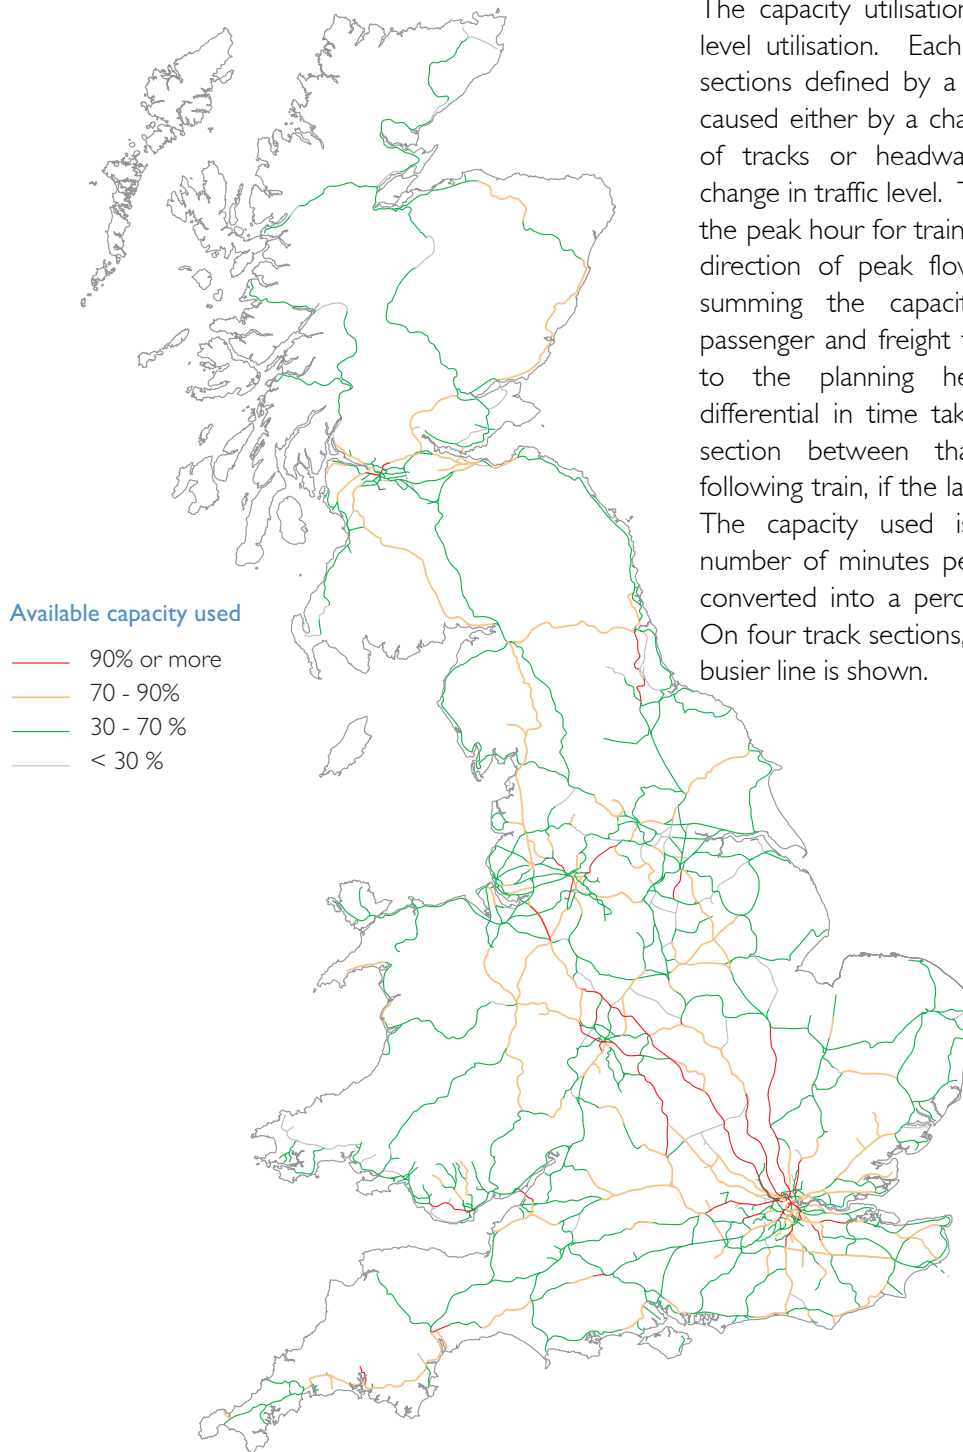 The capacity utilisation
level utilisation. Each
sections defined by a
caused either by a cha
of tracks or headwa
change in traffic level. T
the peak hour for train
direction of peak flov
summing the capacit
passenger and freight t
to the planning he
differential in time tak
section between tha
following train, if the la
The capacity used is
number of minutes pe
converted into a perc
On four track sections,
busier line is shown.
Available capacity used
90% or more
70 - 90%
30 - 70 %
< 30 %